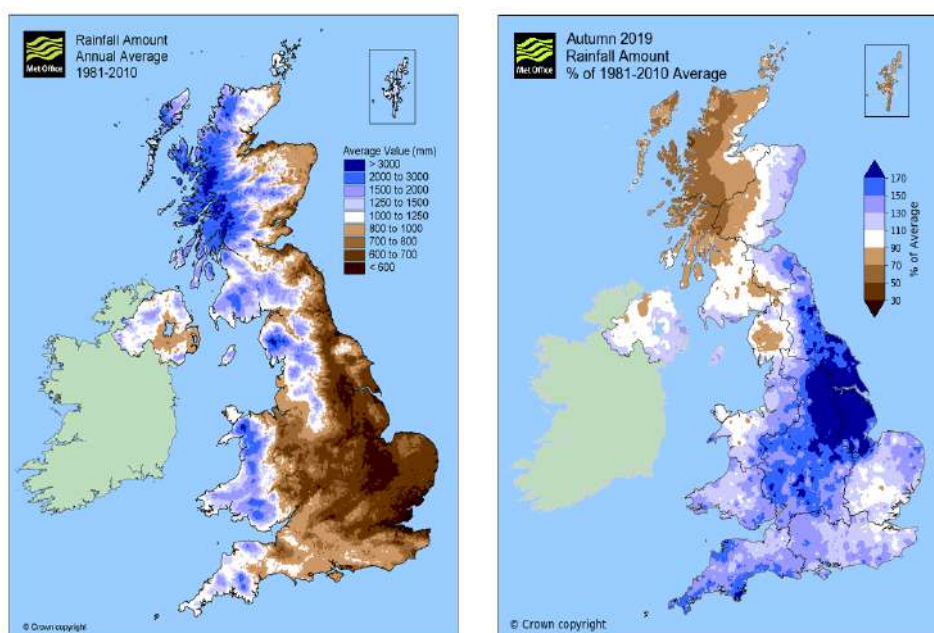 Met Office
Rainfall Amount
Annual Average
1981-2010
Average Value (mm)
> 3000
2000 to 3000
1500 to 2000
1250 to 1500
1000 to 1250
800 to 1000
700 to 800
600 to 700
< 600
© Crown copyright
Met Office
Autumn 2019
Rainfall Amount
% of 1981-2010 Average
170
150
130
110
90
70
50
30
% of Average
© Crown copyright